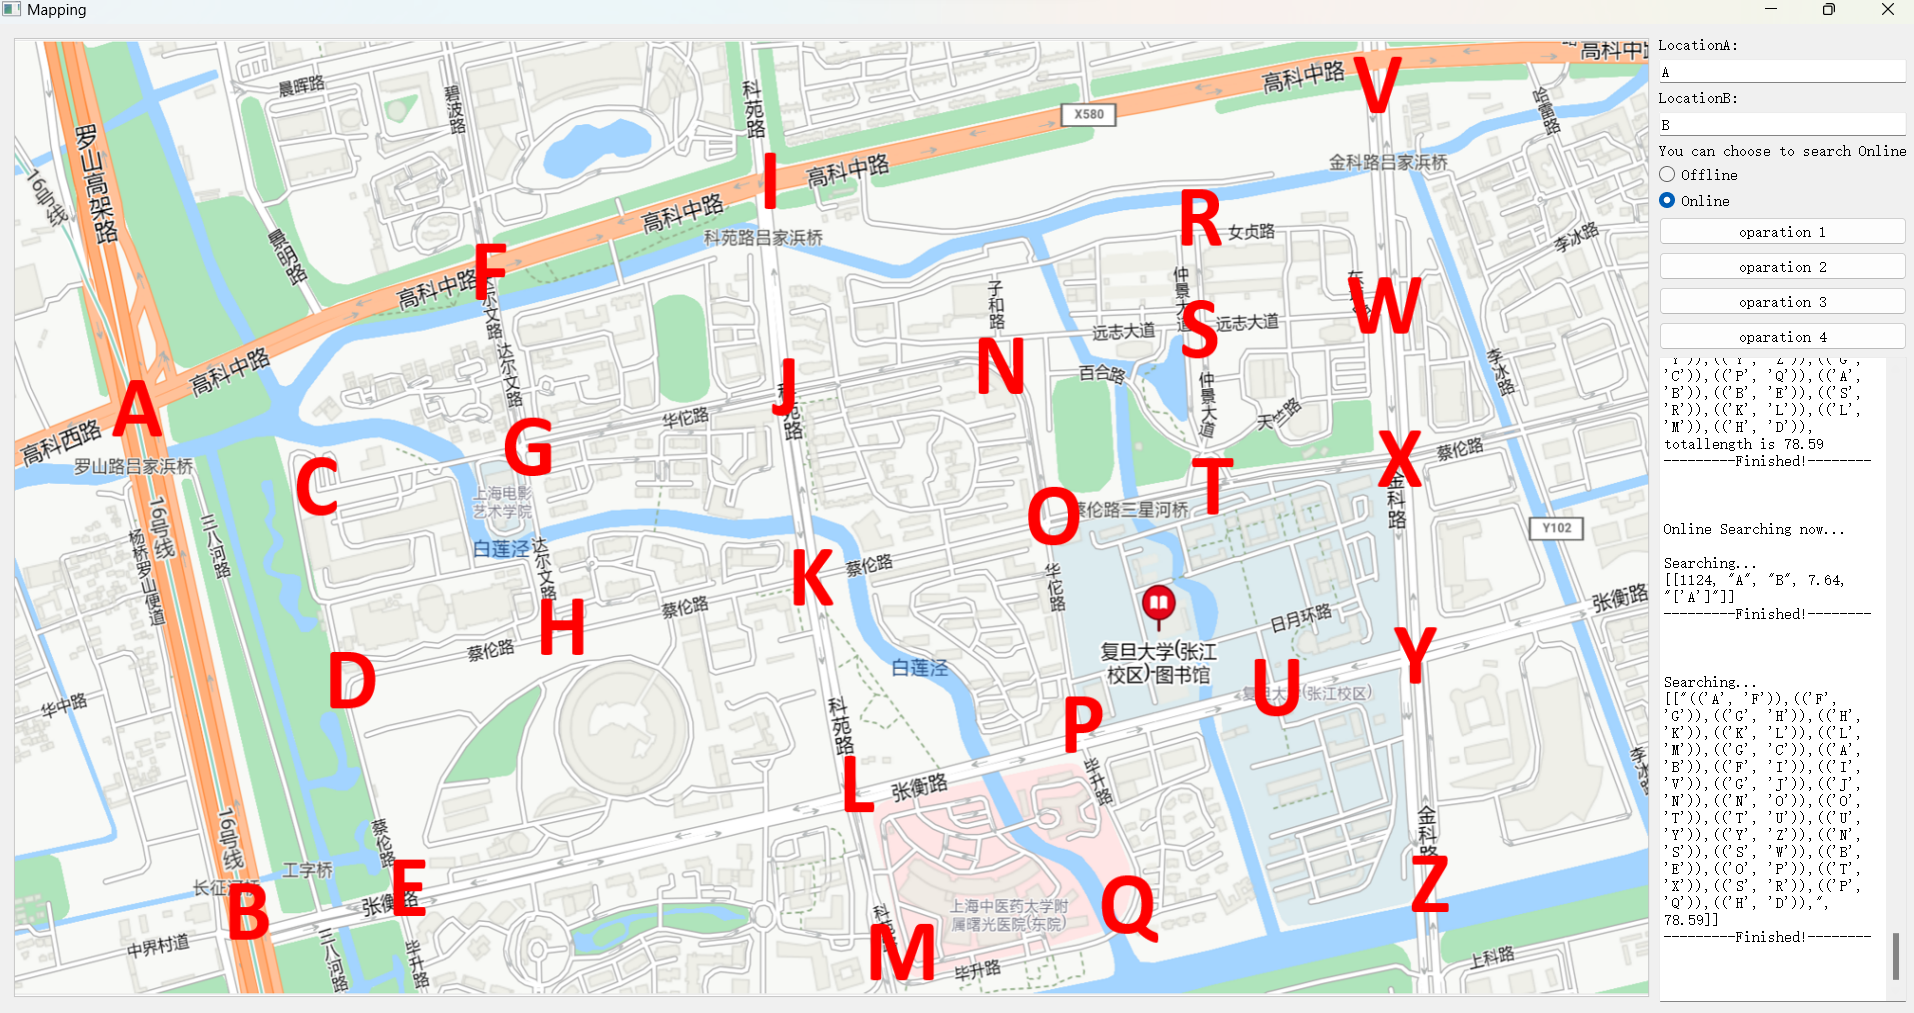 Mapping
晨晖路
碧波路
科苑路
高科中路
高科中
V
X580
罗山高架路
16号线
I
高科中路
金科路吕家浜桥
高科中路
R
女贞路
李冰路
景明路
科苑路吕家浜桥
F
高科中路
尔文路
子和路
仲景大道
W
远志大道
S
远志大道
达尔文路
高科中路
J
N
百合路
李冰路
A
仲景大道
天竺路
高科西路
华佗路
G
蔡伦路
罗山路吕家浜桥
C
X
T
上海电影
艺术学院
O
蔡伦路三星河桥
金科路
16号线
三八河路
杨桥罗山便道
白莲泾
达尔文路
Y102
K
蔡伦路
华佗路
蔡伦路
H
张衡路
日月环路
蔡伦路
复旦大学(张江
校区)-图书馆
Y
D
白莲泾
U
复旦大学(张江校区)
华中路
科苑路
P
毕升路
L
张衡路
16号线
蔡伦路
金科路
工字桥
长征河桥
E
Z
张衡路
B
上海中医药大学附
属曙光医院(东院)
Q
中界村道
三八河路
毕升路
M
毕升路
上科路
LocationA:
A
LocationB:
B
You can choose to search Online
Offline
Online
oparation 1
oparation 2
oparation 3
oparation 4
'Y')),(('Y', 'Z')),(('G',
'C')),(('P', 'Q')),(('A',
'B')),(('B', 'E')),(('S',
'R')),(('K', 'L')),(('L',
'M')),(('H', 'D')),
totallength is 78.59
----------Finished!--------
Online Searching now...
Searching...
[[1124, "A", "B", 7.64,
"['A']"]]
----------Finished!--------
Searching...
[["(('A', 'F')),(('F',
'G')),(('G', 'H')),(('H',
'K')),(('K', 'L')),(('L',
'M')),(('G', 'C')),(('A',
'B')),(('F', 'I')),(('I',
'V')),(('G', 'J')),(('J',
'N')),(('N', 'O')),(('O',
'T')),(('T', 'U')),(('U',
'Y')),(('Y', 'Z')),(('N',
'S')),(('S', 'W')),(('B',
'E')),(('O', 'P')),(('T',
'X')),(('S', 'R')),(('P',
'Q')),(('H', 'D')),",
78.59]]
----------Finished!--------